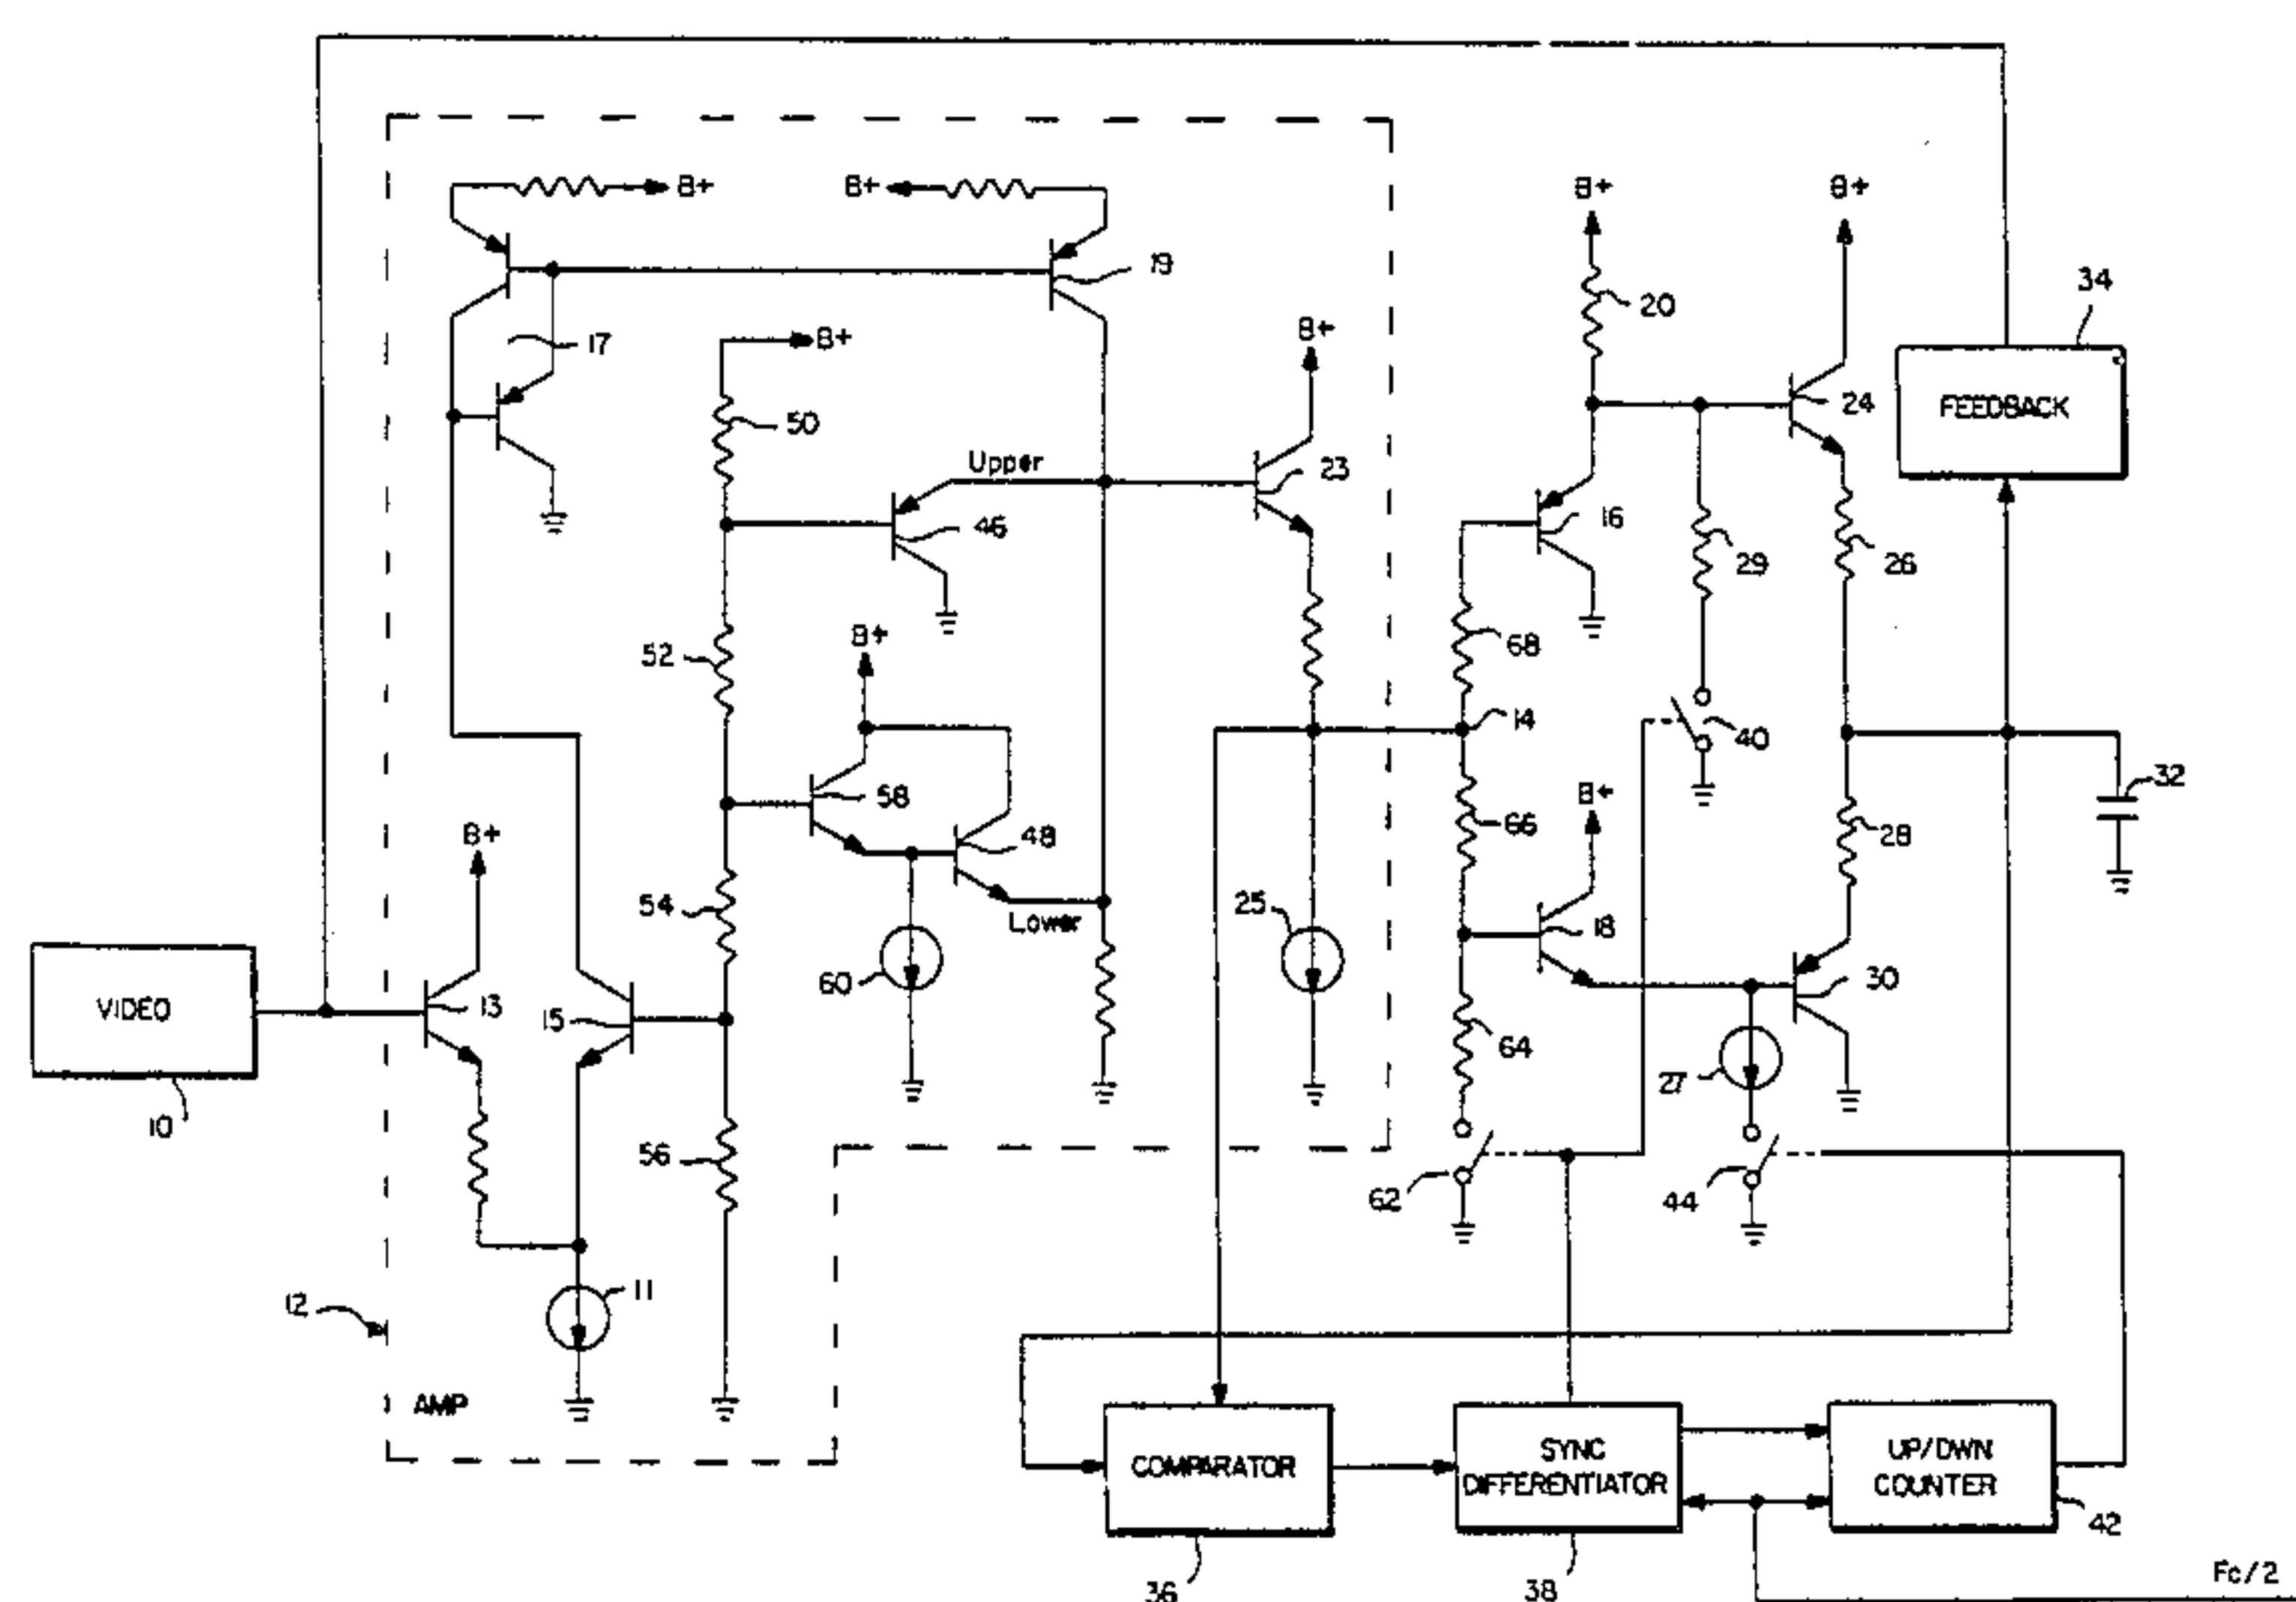 B+
B+
B+
B+
19
34
20
17
B+
B+
24
FEEDBACK
50
Upper
23
46
16
29
26
B+
52
68
14
40
58
B+
32
48
66
B+
28
54
Lower
25
18
60
VIDEO
13
15
30
64
27
10
56
62
44
11
12
AMP
COMPARATOR
SYNC
DIFFERENTIATOR
UP/DWN
COUNTER
42
36
38
Fc/2